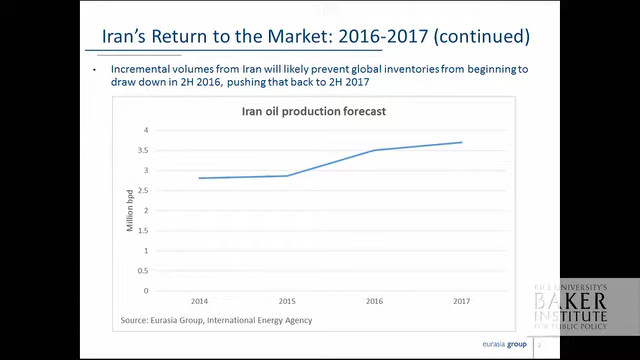 Iran's Return to the Market: 2016-2017 (continued)
• Incremental volumes from Iran will likely prevent global inventories from beginning to
draw down in 2H 2016, pushing that back to 2H 2017
Iran oil production forecast
Million bpd
4
3.5
3
2.5
2
1.5
1
0.5
0
2014 2015 2016 2017
Source: Eurasia Group, International Energy Agency
eurasia group
RICE UNIVERSITY'S
BAKER
INSTITUTE
FOR PUBLIC POLICY